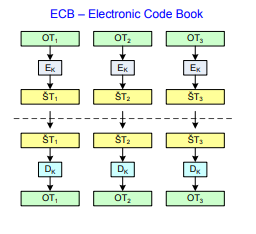 ECB – Electronic Code Book
OT₁ OT₂ OT₃
Eₖ Eₖ Eₖ
ŠT₁ ŠT₂ ŠT₃
ŠT₁ ŠT₂ ŠT₃
Dₖ Dₖ Dₖ
OT₁ OT₂ OT₃